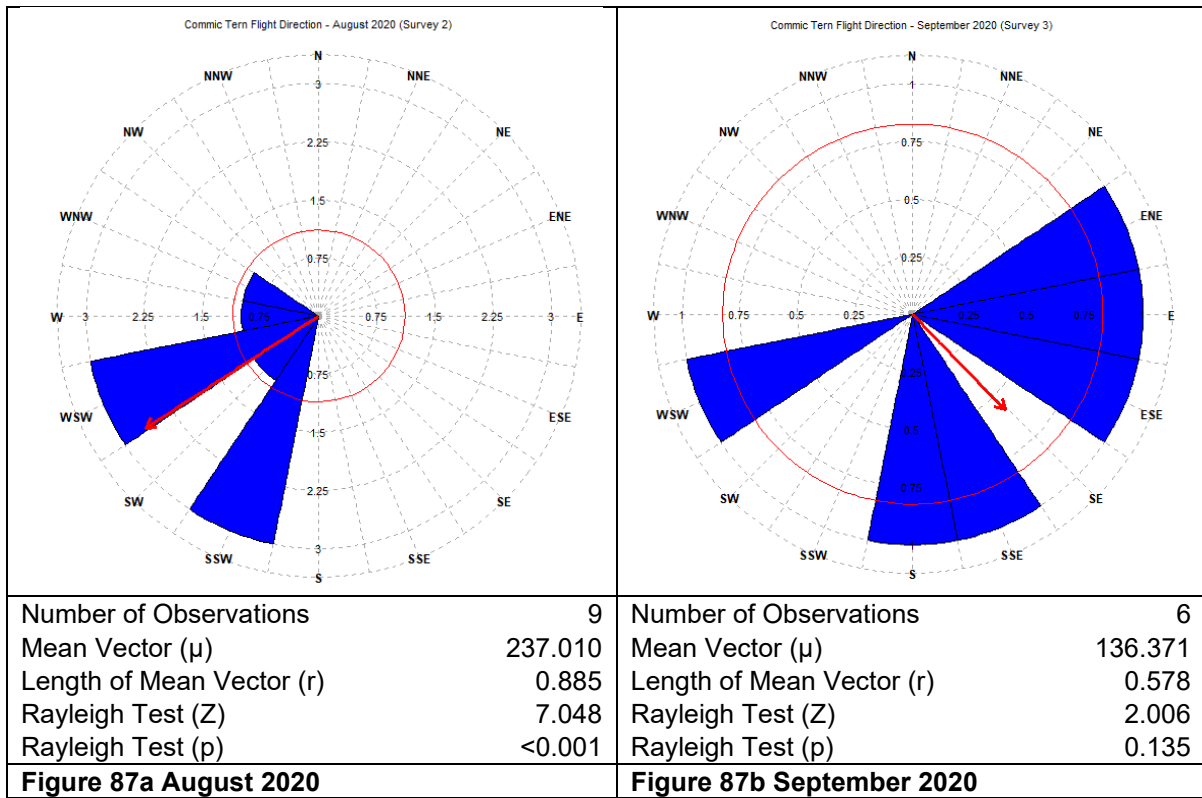 Commic Tern Flight Direction - August 2020 (Survey 2)
N
NNW
NNE
3
NW
NE
2.25
1.5
WNW
ENE
0.75
W
3
2.25
1.5
0.75
0.75
1.5
2.25
3
E
0.75
WSW
ESE
1.5
SW
SE
2.25
SSW
SSE
3
S
Commic Tern Flight Direction - September 2020 (Survey 3)
N
NNW
NNE
1
NW
NE
0.75
0.5
WNW
ENE
0.25
W
1
0.75
0.5
0.25
0.25
0.5
0.75
1
E
0.25
WSW
ESE
0.5
SW
SE
0.75
SSW
SSE
S
Number of Observations 9
Mean Vector (µ) 237.010
Length of Mean Vector (r) 0.885
Rayleigh Test (Z) 7.048
Rayleigh Test (p) <0.001
Figure 87a August 2020
Number of Observations 6
Mean Vector (µ) 136.371
Length of Mean Vector (r) 0.578
Rayleigh Test (Z) 2.006
Rayleigh Test (p) 0.135
Figure 87b September 2020